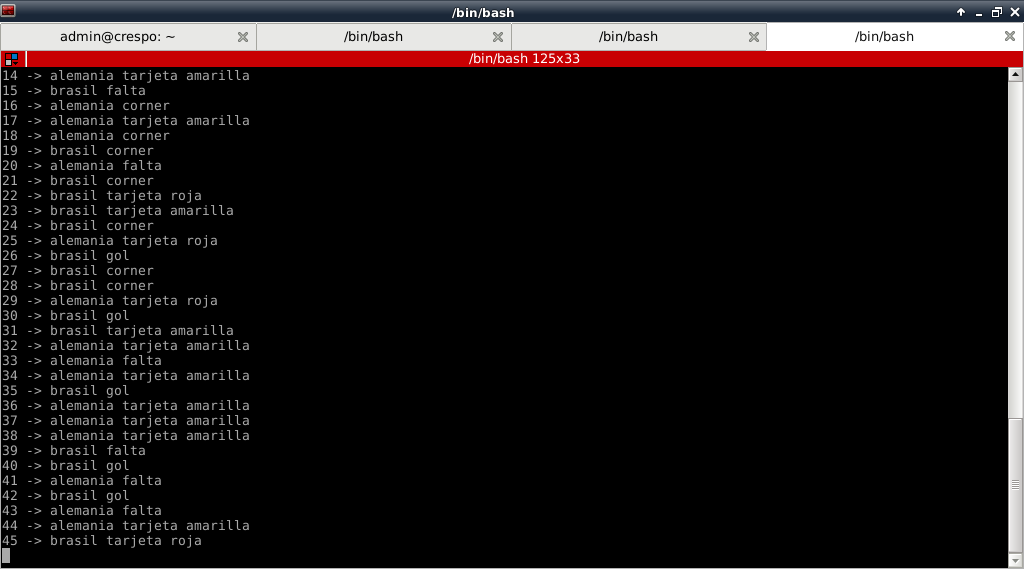 /bin/bash
admin@crespo: ~
/bin/bash
/bin/bash
/bin/bash
/bin/bash 125x33
14 -> alemania tarjeta amarilla
15 -> brasil falta
16 -> alemania corner
17 -> alemania tarjeta amarilla
18 -> alemania corner
19 -> brasil corner
20 -> alemania falta
21 -> brasil corner
22 -> brasil tarjeta roja
23 -> brasil tarjeta amarilla
24 -> brasil corner
25 -> alemania tarjeta roja
26 -> brasil gol
27 -> brasil corner
28 -> brasil corner
29 -> alemania tarjeta roja
30 -> brasil gol
31 -> brasil tarjeta amarilla
32 -> alemania tarjeta amarilla
33 -> alemania falta
34 -> alemania tarjeta amarilla
35 -> brasil gol
36 -> alemania tarjeta amarilla
37 -> alemania tarjeta amarilla
38 -> alemania tarjeta amarilla
39 -> brasil falta
40 -> brasil gol
41 -> alemania falta
42 -> brasil gol
43 -> alemania falta
44 -> alemania tarjeta amarilla
45 -> brasil tarjeta roja